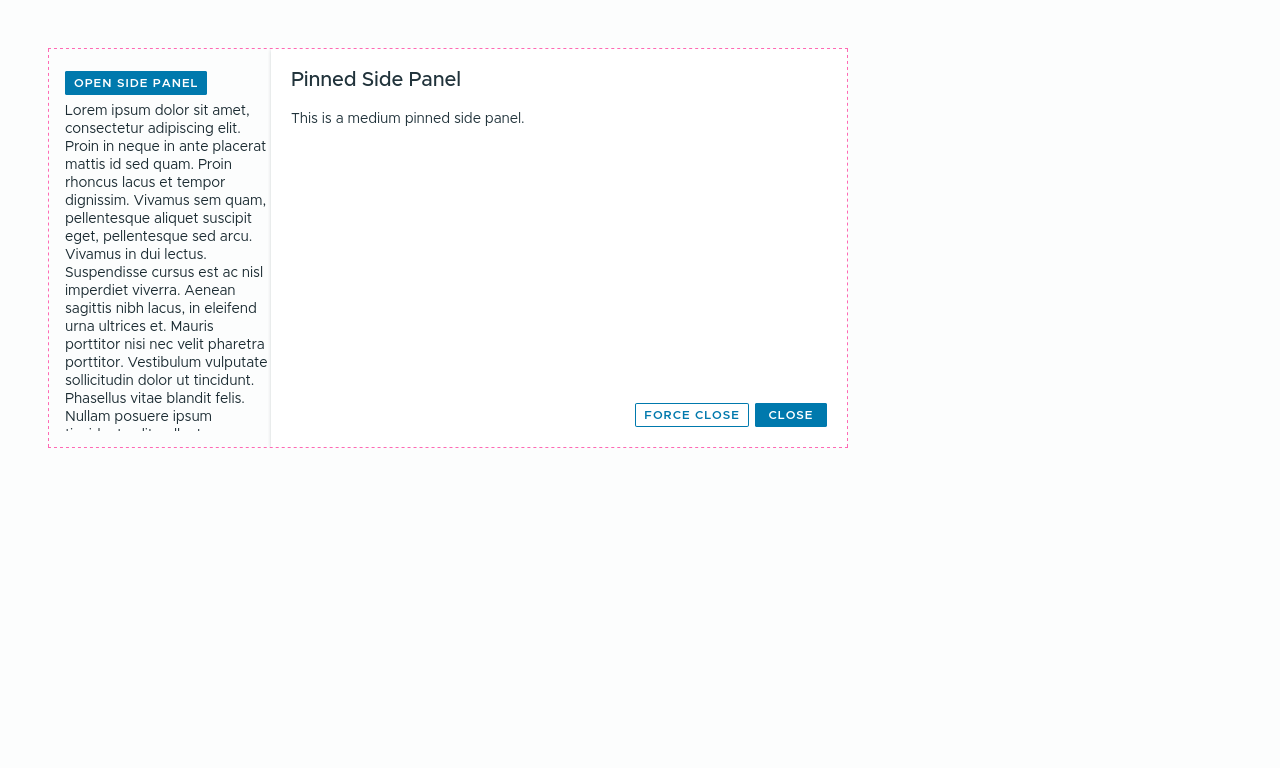 OPEN SIDE PANEL
Lorem ipsum dolor sit amet,
consectetur adipiscing elit.
Proin in neque in ante placerat
mattis id sed quam. Proin
rhoncus lacus et tempor
dignissim. Vivamus sem quam,
pellentesque aliquet suscipit
eget, pellentesque sed arcu.
Vivamus in dui lectus.
Suspendisse cursus est ac nisl
imperdiet viverra. Aenean
sagittis nibh lacus, in eleifend
urna ultrices et. Mauris
porttitor nisi nec velit pharetra
porttitor. Vestibulum vulputate
sollicitudin dolor ut tincidunt.
Phasellus vitae blandit felis.
Nullam posuere ipsum
Pinned Side Panel
This is a medium pinned side panel.
FORCE CLOSE
CLOSE